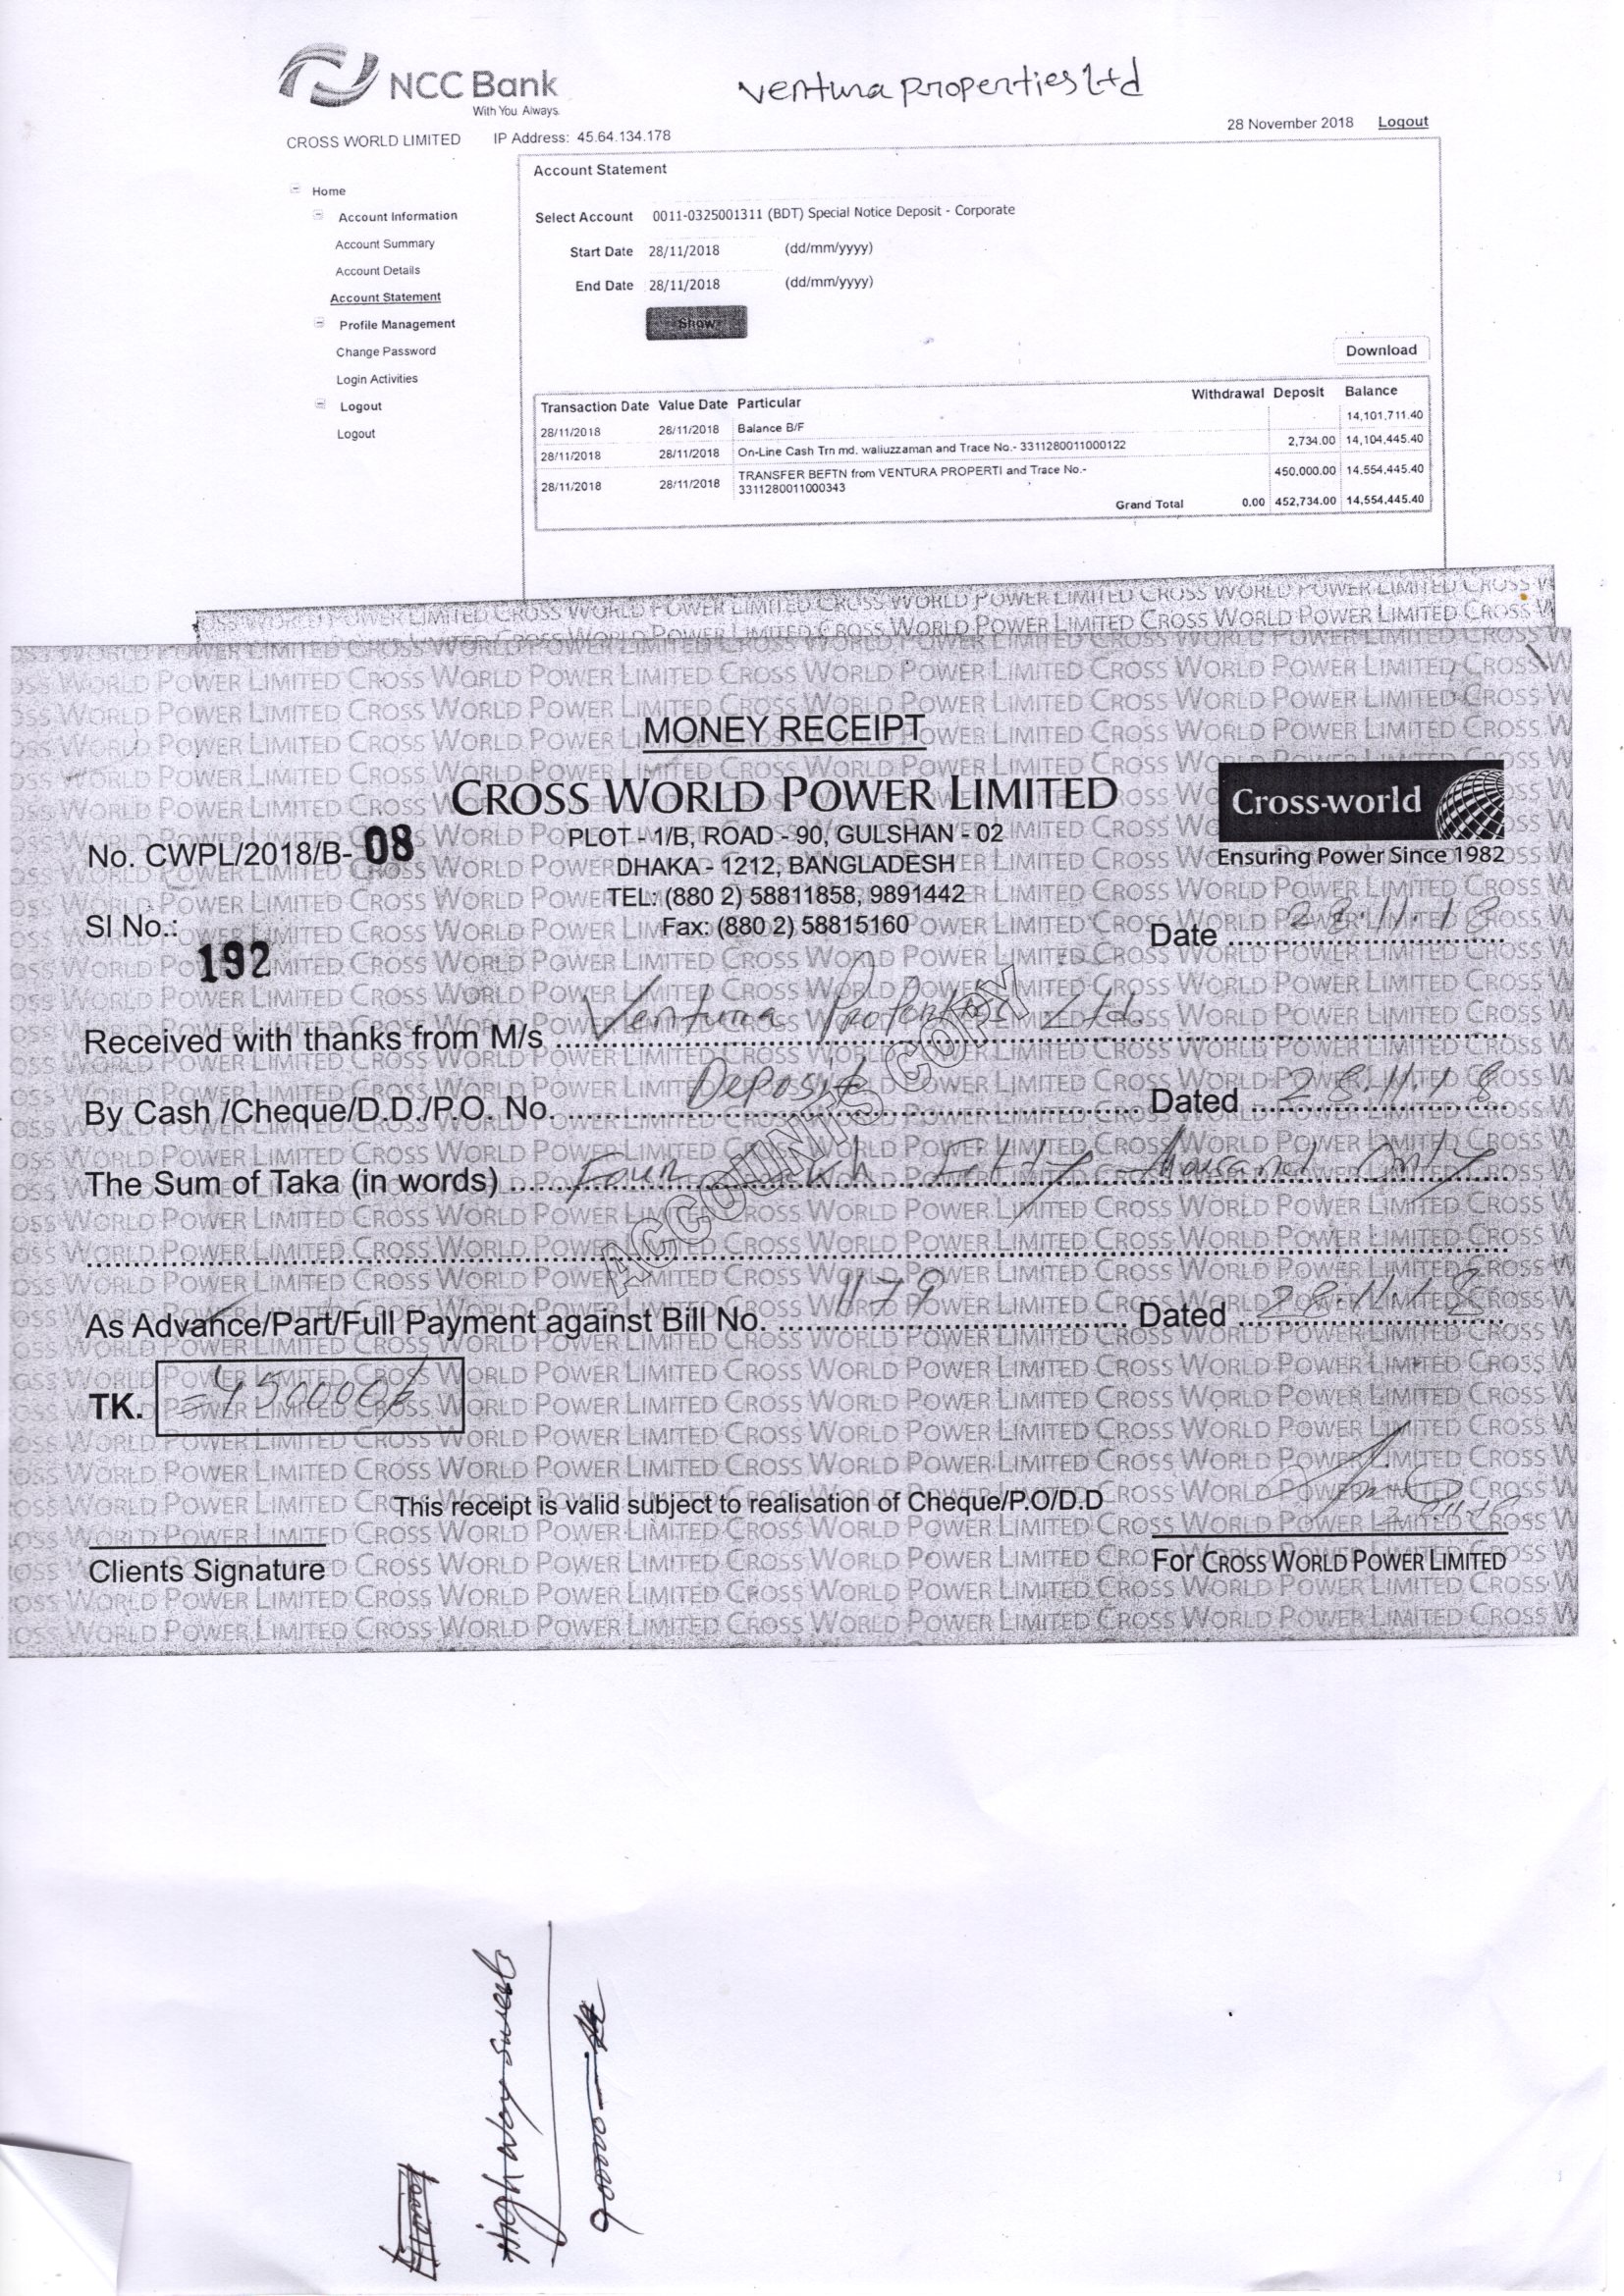 NCC Bank
With You Always.
Ventura properties Ltd
CROSS WORLD LIMITED IP Address: 45.64.134.178
28 November 2018 Logout
Home
Account Information
Account Summary
Account Details
Account Statement
Profile Management
Change Password
Login Activities
Logout
Logout
Account Statement
Select Account 0011-0325001311 (BDT) Special Notice Deposit - Corporate
Start Date 28/11/2018 (dd/mm/yyyy)
End Date 28/11/2018 (dd/mm/yyyy)
Show
Download
Transaction Date Value Date Particular Withdrawal Deposit Balance
28/11/2018 28/11/2018 Balance B/F 14,101,711.40
28/11/2018 28/11/2018 On-Line Cash Trn md. waliuzzaman and Trace No.- 3311280011000122 2,734.00 14,104,445.40
28/11/2018 28/11/2018 TRANSFER BEFTN from VENTURA PROPERTI and Trace No.- 450.000.00 14.554,445.40
3311280011000343
Grand Total 0.00 452,734.00 14,554,445.40
MONEY RECEIPT
CROSS WORLD POWER LIMITED
Cross-world
Ensuring Power Since 1982
PLOT - 1/B, ROAD - 90, GULSHAN - 02
DHAKA - 1212, BANGLADESH
TEL: (880 2) 58811858, 9891442
Fax: (880 2) 58815160
No. CWPL/2018/B- 08
Sl No.: 192
Date 28.11.18
Received with thanks from M/s Ventura Properties Ltd.
By Cash /Cheque/D.D./P.O. No. Deposit Dated 28.11.18
The Sum of Taka (in words) Four Lakh Fifty thousand only
ACCOUNTS COPY
As Advance/Part/Full Payment against Bill No. 1179 Dated 28.11.18
TK. =450000/-
This receipt is valid subject to realisation of Cheque/P.O/D.D
28.11.18
Clients Signature
For CROSS WORLD POWER LIMITED
Highway sweets